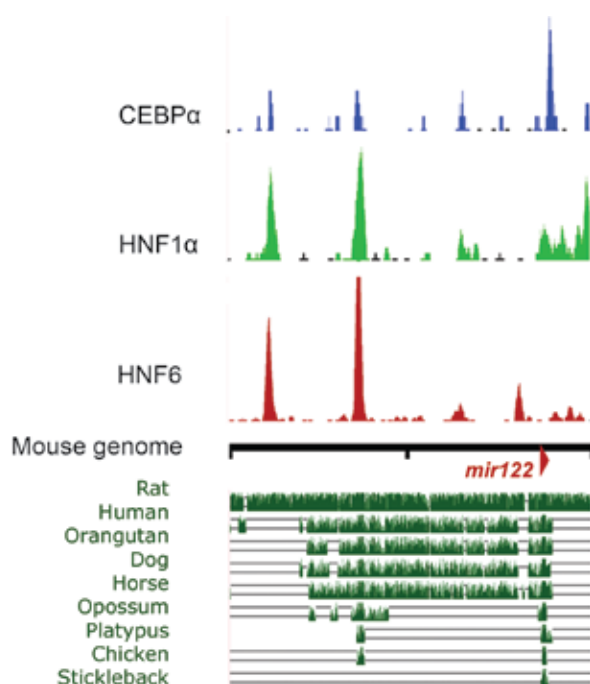 CEBPα
HNF1α
HNF6
Mouse genome
mir122
Rat
Human
Orangutan
Dog
Horse
Opossum
Platypus
Chicken
Stickleback